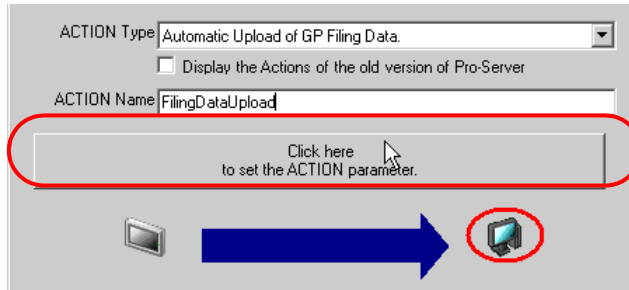 ACTION Type Automatic Upload of GP Filing Data.
Display the Actions of the old version of Pro-Server
ACTION Name FilingDataUpload
Click here
to set the ACTION parameter.